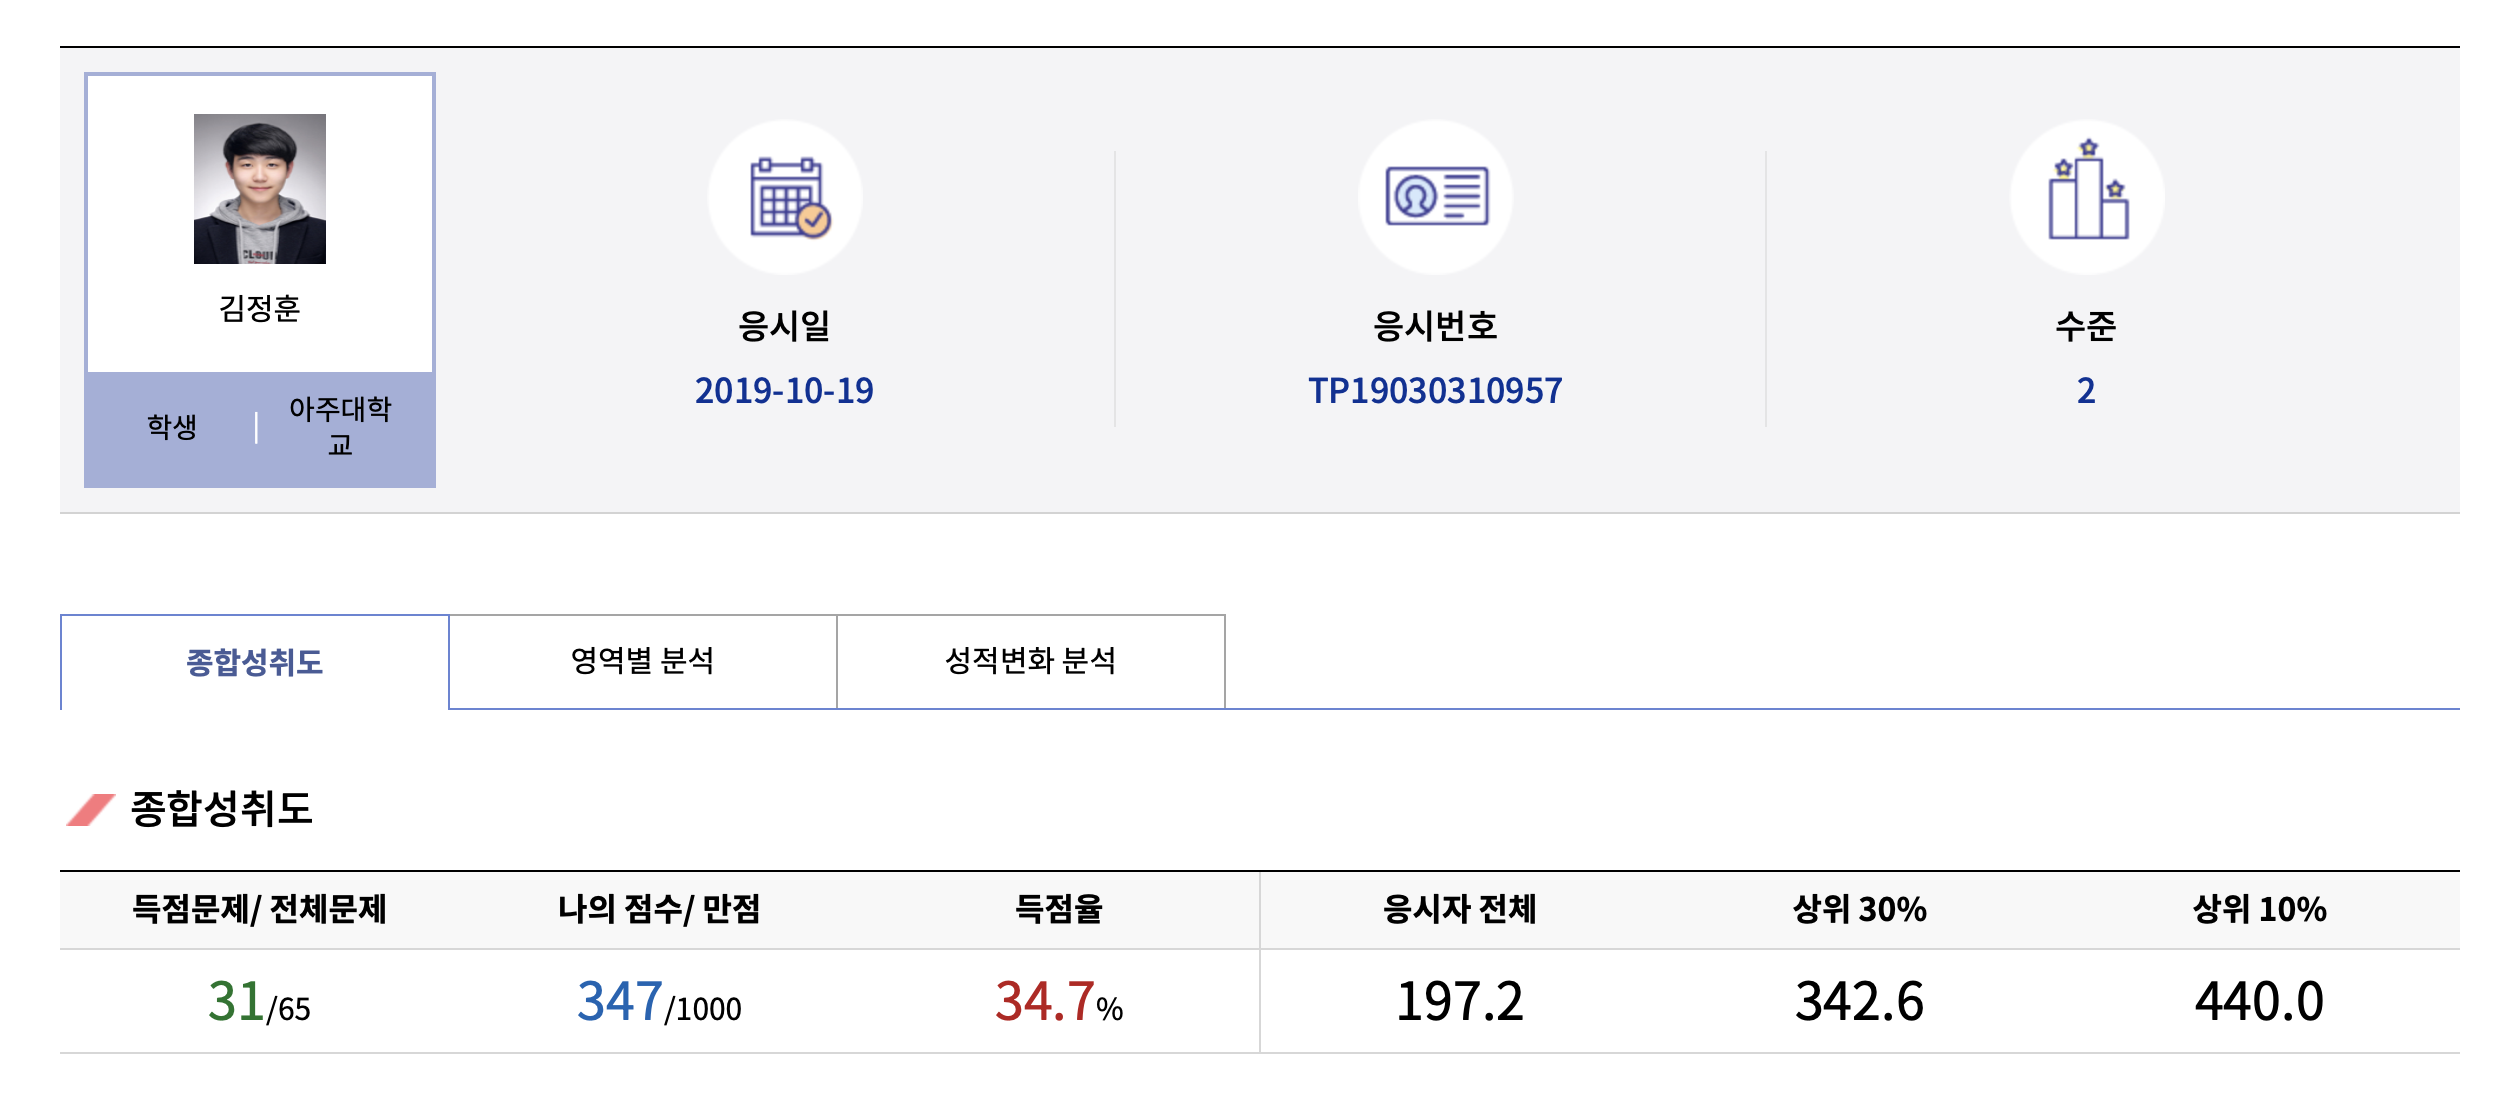 CLOUD
김정훈
학생
아주대학
교
응시일
2019-10-19
응시번호
TP19030310957
수준
2
종합성취도
영역별 분석
성적변화 분석
종합성취도
득점문제/ 전체문제
나의 점수/ 만점
득점율
응시자 전체
상위 30%
상위 10%
31/65
347/1000
34.7%
197.2
342.6
440.0